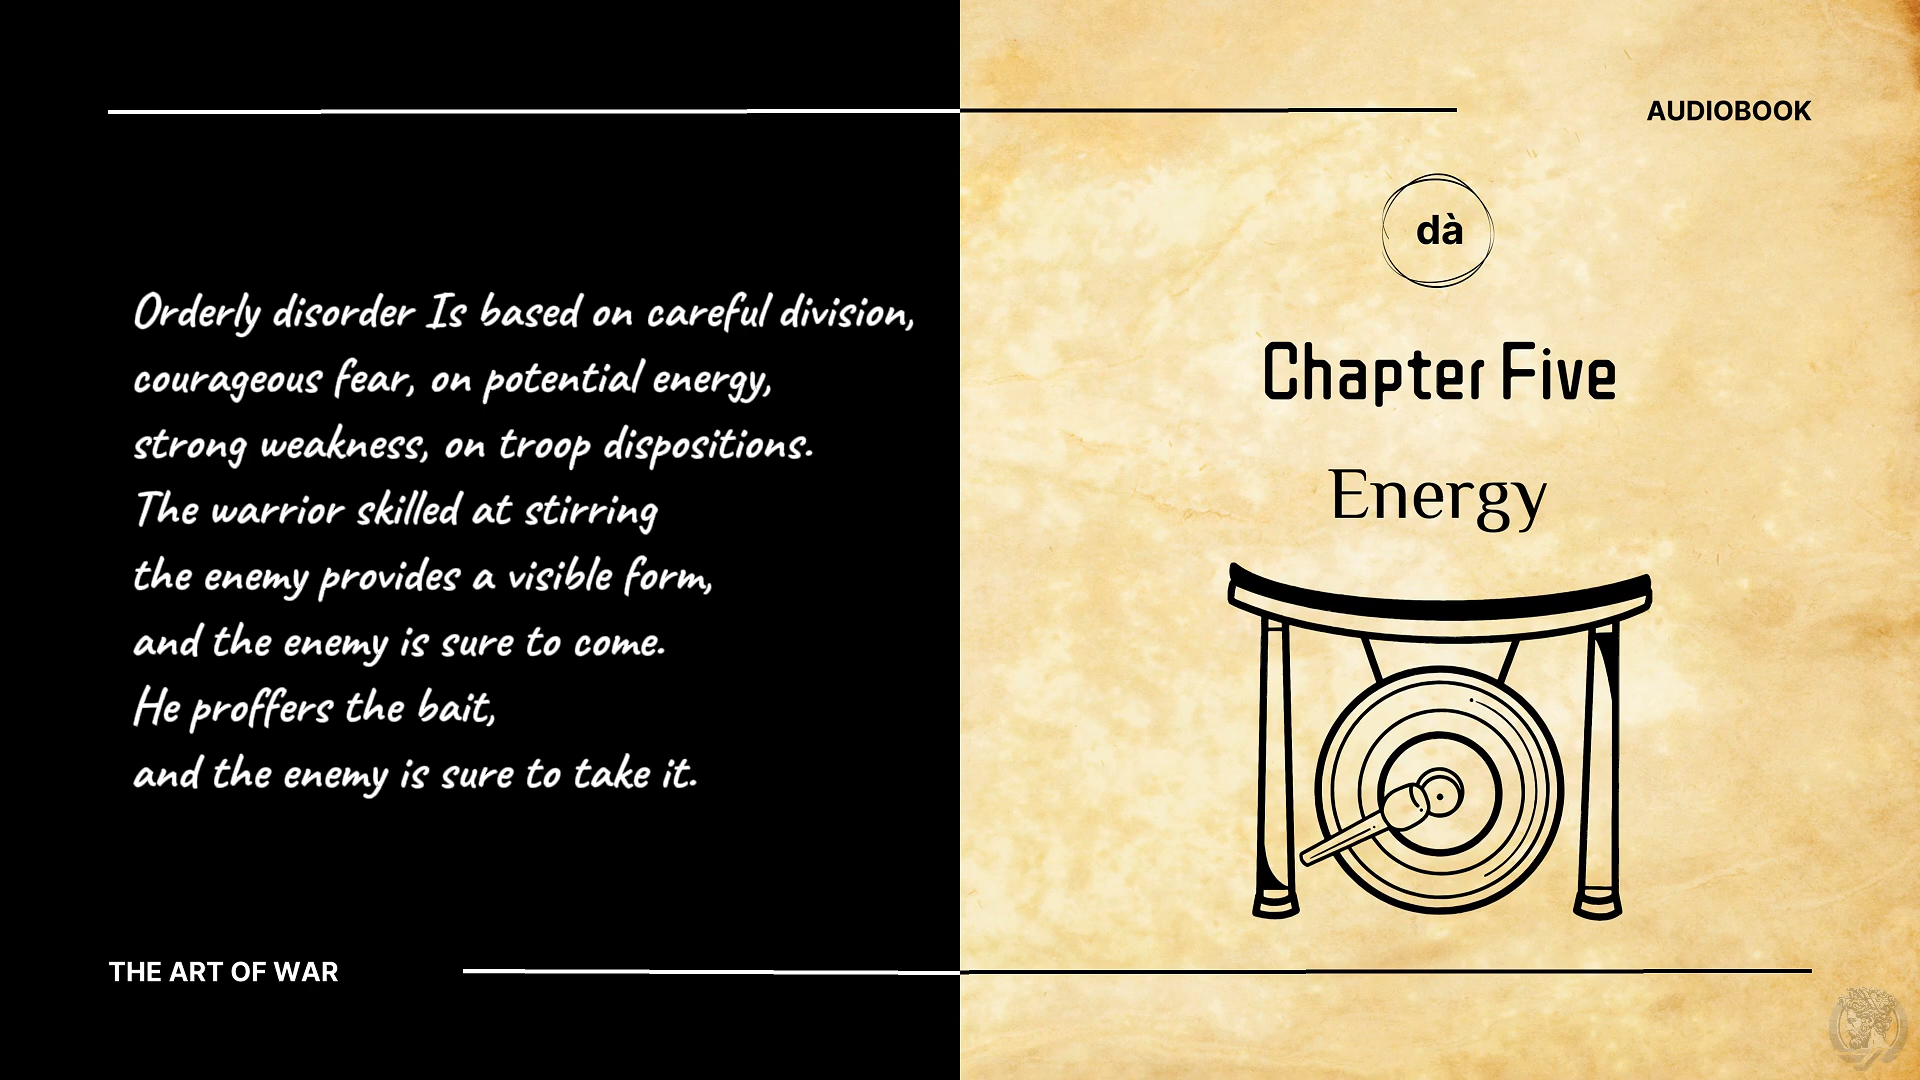 Orderly disorder Is based on careful division,
courageous fear, on potential energy,
strong weakness, on troop dispositions.
The warrior skilled at stirring
the enemy provides a visible form,
and the enemy is sure to come.
He proffers the bait,
and the enemy is sure to take it.
THE ART OF WAR
AUDIOBOOK
dà
Chapter Five
Energy